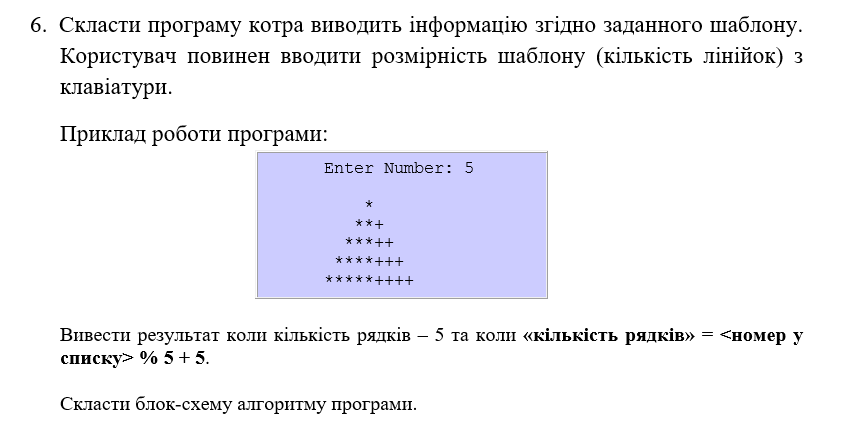 6. Скласти програму котра виводить інформацію згідно заданного шаблону.
Користувач повинен вводити розмірність шаблону (кількість лінійок) з
клавіатури.
Приклад роботи програми:
Enter Number: 5
*
**+
***++
****+++
*****++++
Вивести результат коли кількість рядків – 5 та коли «кількість рядків» = <номер у
списку> % 5 + 5.
Скласти блок-схему алгоритму програми.